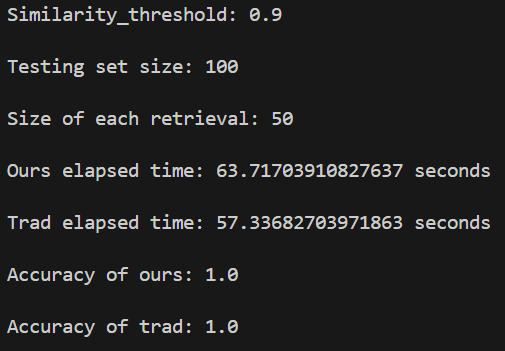 Similarity_threshold: 0.9
Testing set size: 100
Size of each retrieval: 50
Ours elapsed time: 63.71703910827637 seconds
Trad elapsed time: 57.33682703971863 seconds
Accuracy of ours: 1.0
Accuracy of trad: 1.0